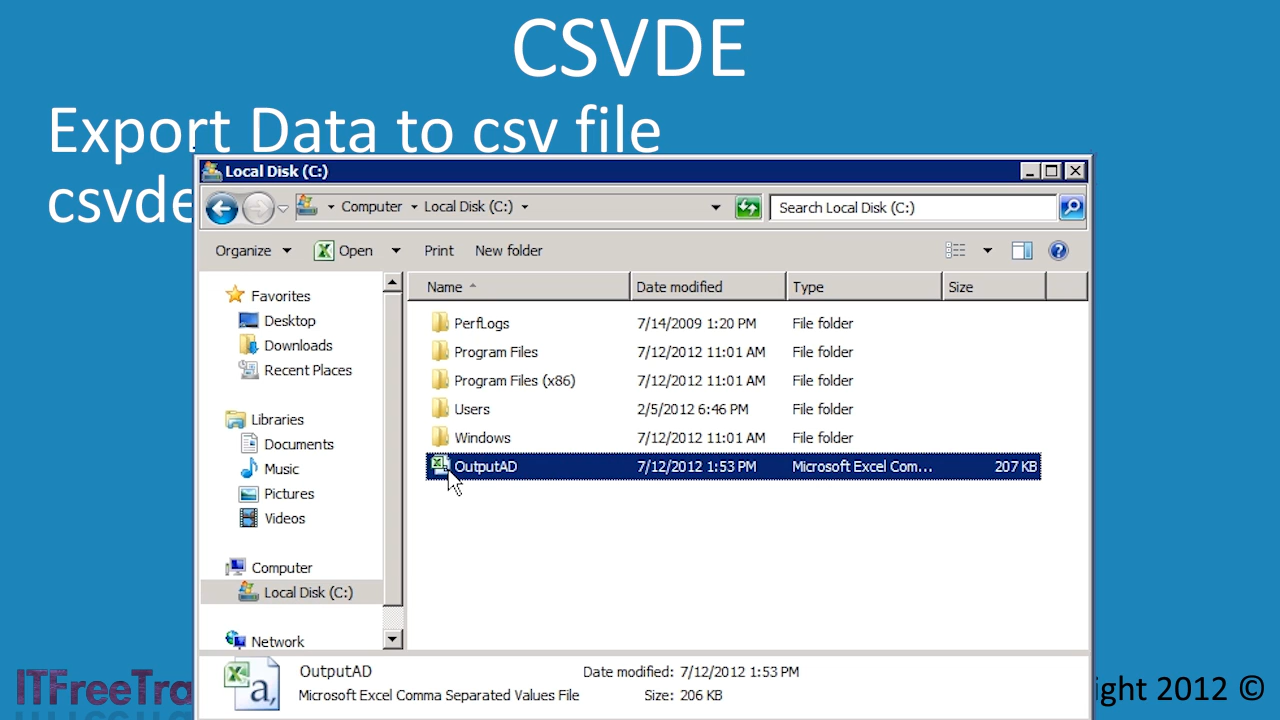 CSVDE
Export Data to csv file
csvde
Local Disk (C:)
Computer Local Disk (C:)
Search Local Disk (C:)
Organize Open Print New folder
Name Date modified Type Size
Favorites
Desktop
Downloads
Recent Places
Libraries
Documents
Music
Pictures
Videos
Computer
Local Disk (C:)
Network
PerfLogs 7/14/2009 1:20 PM File folder
Program Files 7/12/2012 11:01 AM File folder
Program Files (x86) 7/12/2012 11:01 AM File folder
Users 2/5/2012 6:46 PM File folder
Windows 7/12/2012 11:01 AM File folder
OutputAD 7/12/2012 1:53 PM Microsoft Excel Com... 207 KB
OutputAD Date modified: 7/12/2012 1:53 PM
Microsoft Excel Comma Separated Values File Size: 206 KB
a,
ITFreeTra
ight 2012 ©